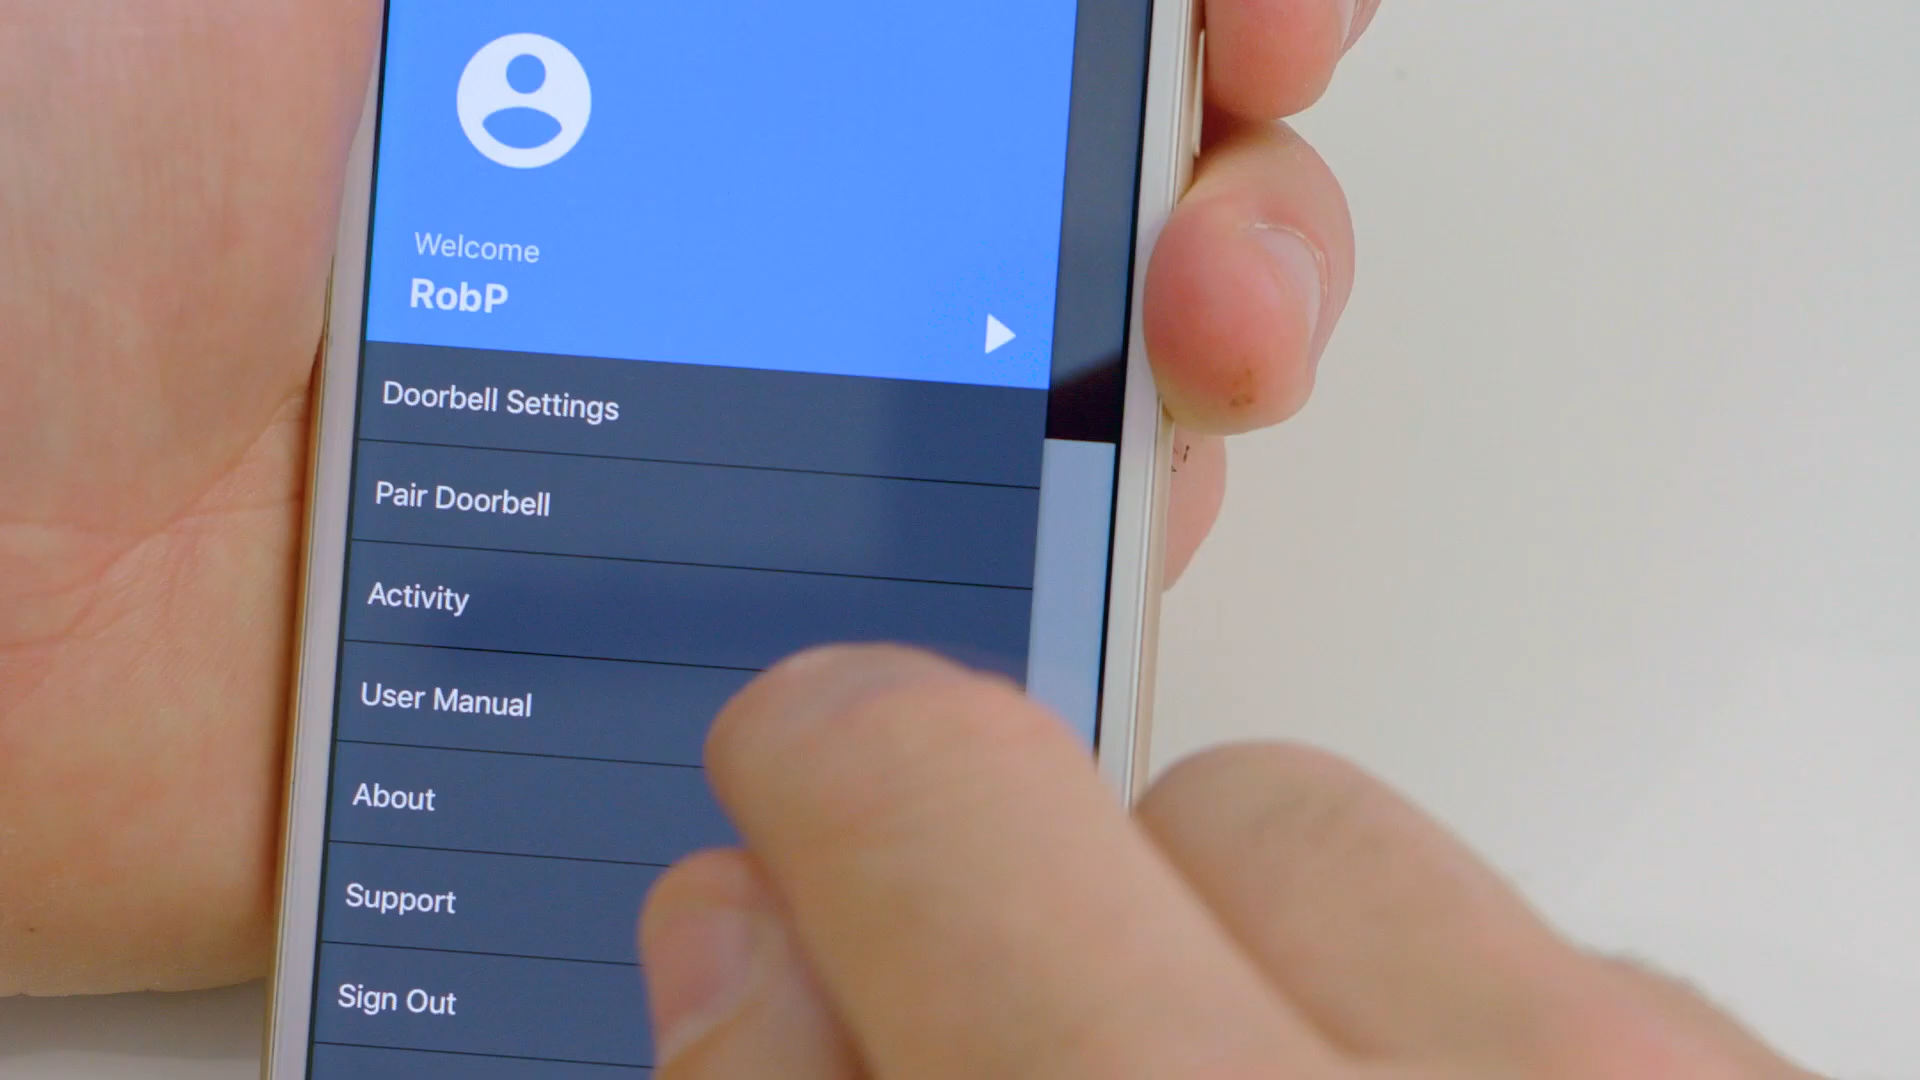 Welcome
RobP
Doorbell Settings
Pair Doorbell
Activity
User Manual
About
Support
Sign Out